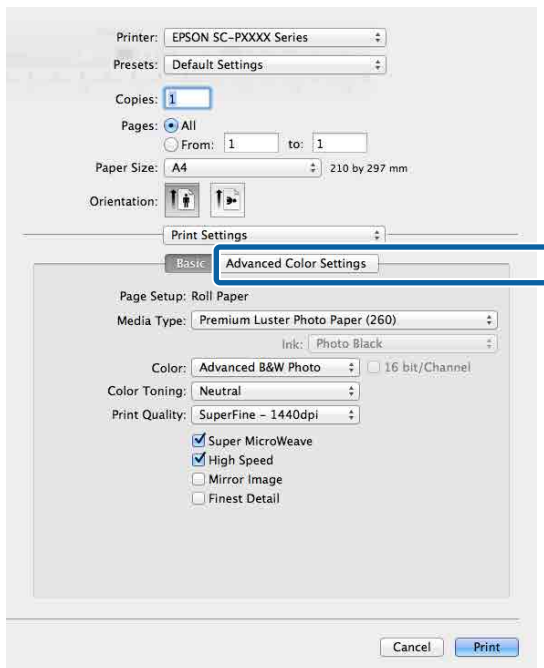 Printer: EPSON SC-PXXXX Series
Presets: Default Settings
Copies: 1
Pages: All
From: 1 to: 1
Paper Size: A4 210 by 297 mm
Orientation:
Print Settings
Basic Advanced Color Settings
Page Setup: Roll Paper
Media Type: Premium Luster Photo Paper (260)
Ink: Photo Black
Color: Advanced B&W Photo 16 bit/Channel
Color Toning: Neutral
Print Quality: SuperFine – 1440dpi
Super MicroWeave
High Speed
Mirror Image
Finest Detail
Cancel Print